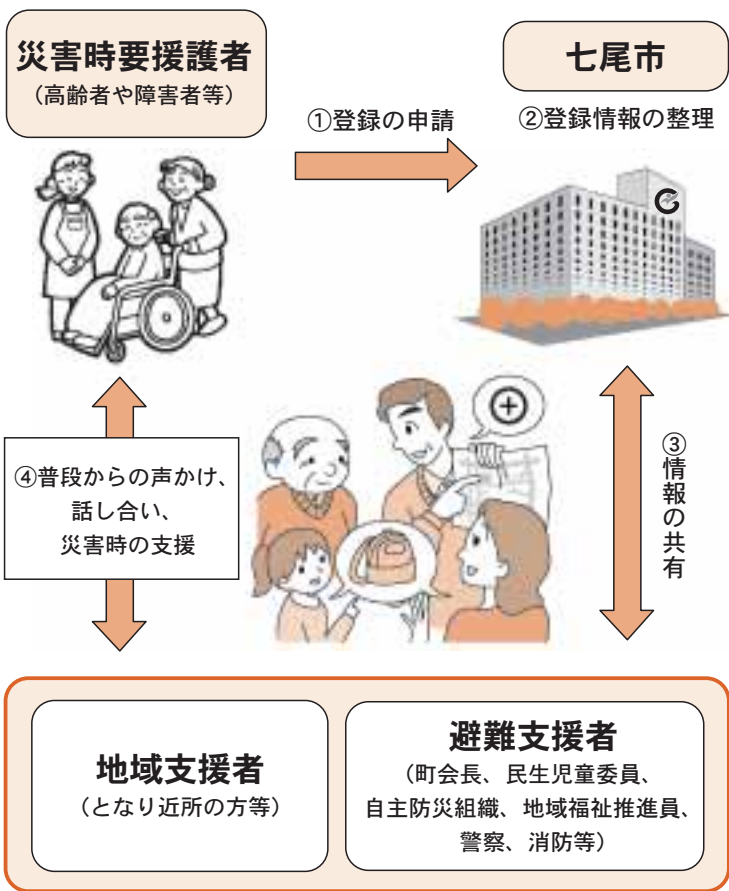 災害時要援護者
（高齢者や障害者等）
七尾市
①登録の申請
②登録情報の整理
④普段からの声かけ、
話し合い、
災害時の支援
③情報の共有
地域支援者
（となり近所の方等）
避難支援者
（町会長、民生児童委員、
自主防災組織、地域福祉推進員、
警察、消防等）